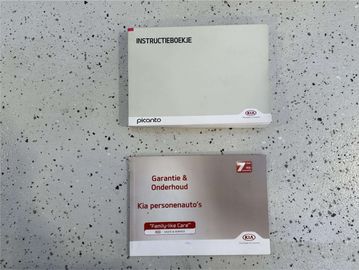 INSTRUCTIEBOEKJE
picanto
KIA
7
Garantie &
Onderhoud
Kia personenauto's
"Family-like Care"
KIA